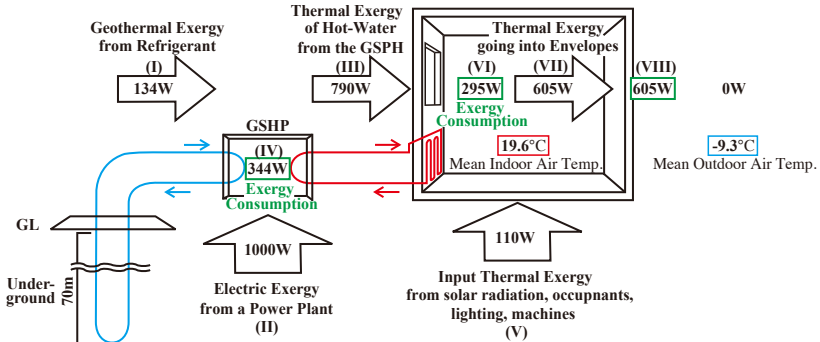 Geothermal Exergy
from Refrigerant
(I)
134W
Thermal Exergy
of Hot-Water
from the GSPH
(III)
790W
Thermal Exergy
going into Envelopes
(VI)
295W
Exergy
Consumption
(VII)
605W
(VIII)
605W
0W
GSHP
(IV)
344W
Exergy
Consumption
19.6°C
Mean Indoor Air Temp.
-9.3°C
Mean Outdoor Air Temp.
GL
Under-
ground
70m
1000W
Electric Exergy
from a Power Plant
(II)
110W
Input Thermal Exergy
from solar radiation, occupnants,
lighting, machines
(V)